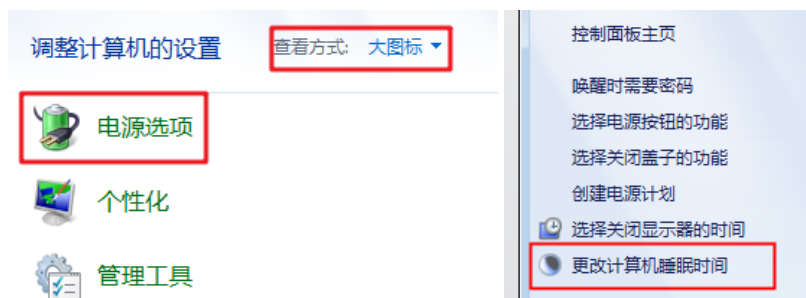 调整计算机的设置
查看方式: 大图标
电源选项
个性化
管理工具
控制面板主页
唤醒时需要密码
选择电源按钮的功能
选择关闭盖子的功能
创建电源计划
选择关闭显示器的时间
更改计算机睡眠时间